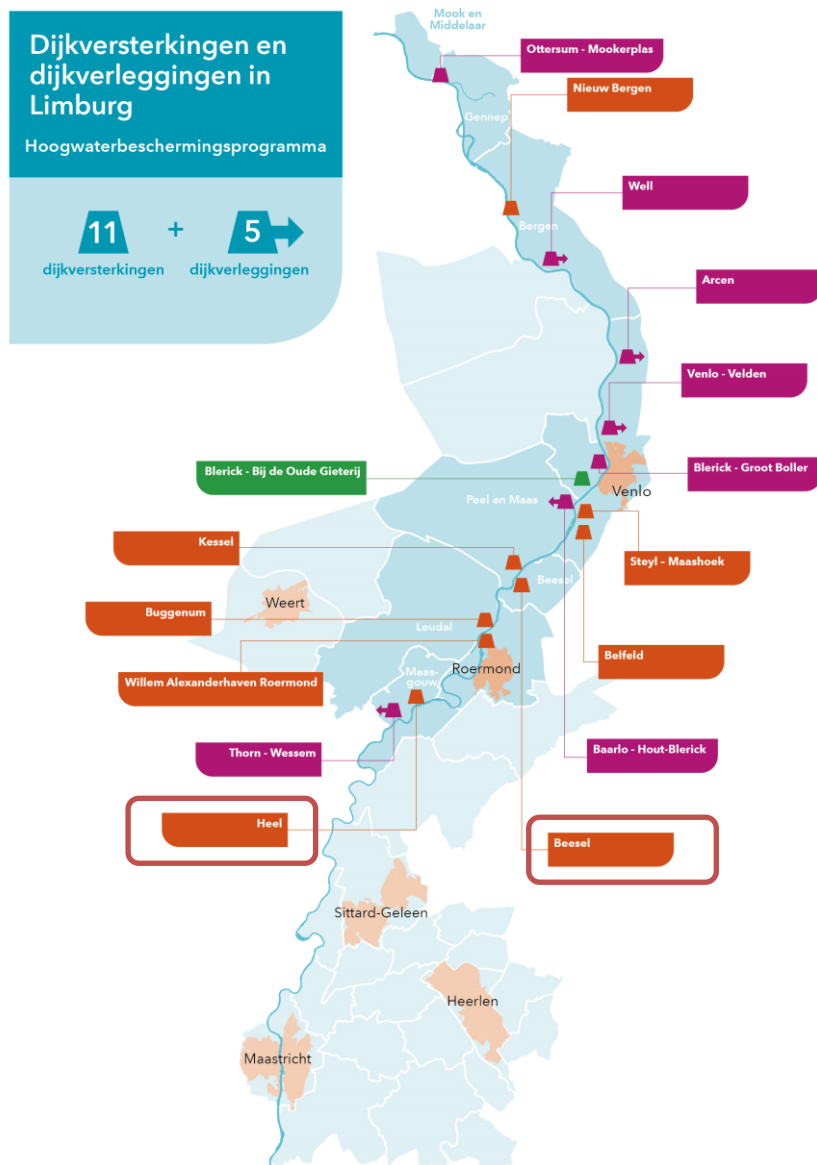 Dijkversterkingen en
dijkverleggingen in
Limburg
Hoogwaterbeschermingsprogramma
11
+
5
dijkversterkingen
dijkverleggingen
Mook en
Middelaar
Ottersum - Mookerplas
Nieuw Bergen
Gennep
Well
Bergen
Arcen
Venlo - Velden
Blerick - Bij de Oude Gieterij
Blerick - Groot Boller
Venlo
Peel en Maas
Kessel
Steyl – Maashoek
Beesel
Weert
Buggenum
Leudal
Belfeld
Roermond
Willem Alexanderhaven Roermond
Maas-
gouw
Thorn - Wessem
Baarlo - Hout-Blerick
Heel
Beesel
Sittard-Geleen
Heerlen
Maastricht